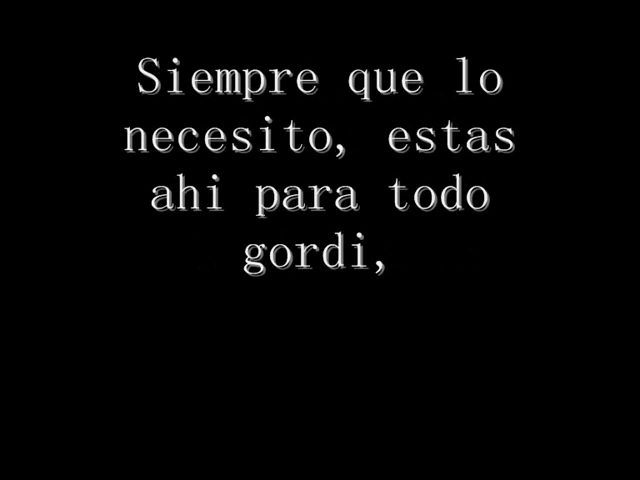 Siempre que lo
necesito, estas
ahi para todo
gordi,